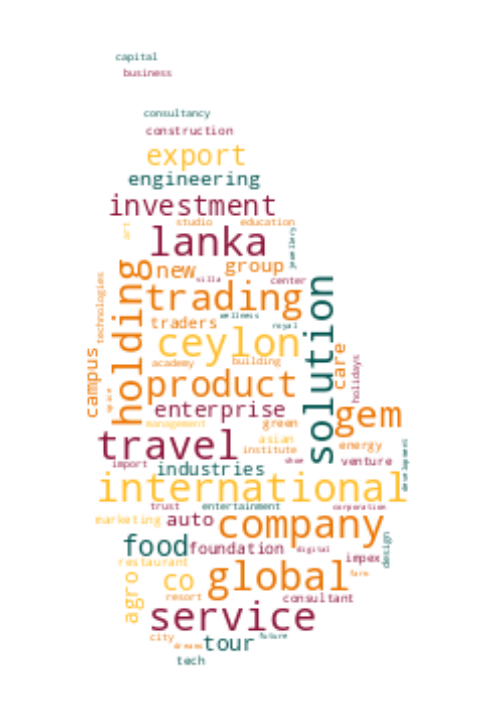 capital
business
consultancy
construction
export
engineering
investment
studio education
art
lanka
jewellery
new group
villa center
holding
technologies
trading
solution
wellness
traders royal
ceylon
academy building
care
holidays
campus
space
product
enterprise
gem
management green
travel
asian
institute
energy
development
import industries shoe venture
international
trust entertainment corporation
marketing auto company
design
food foundation digital
impex
restaurant
co global
farm
agro
resort consultant
service
city future
dreams tour
tech